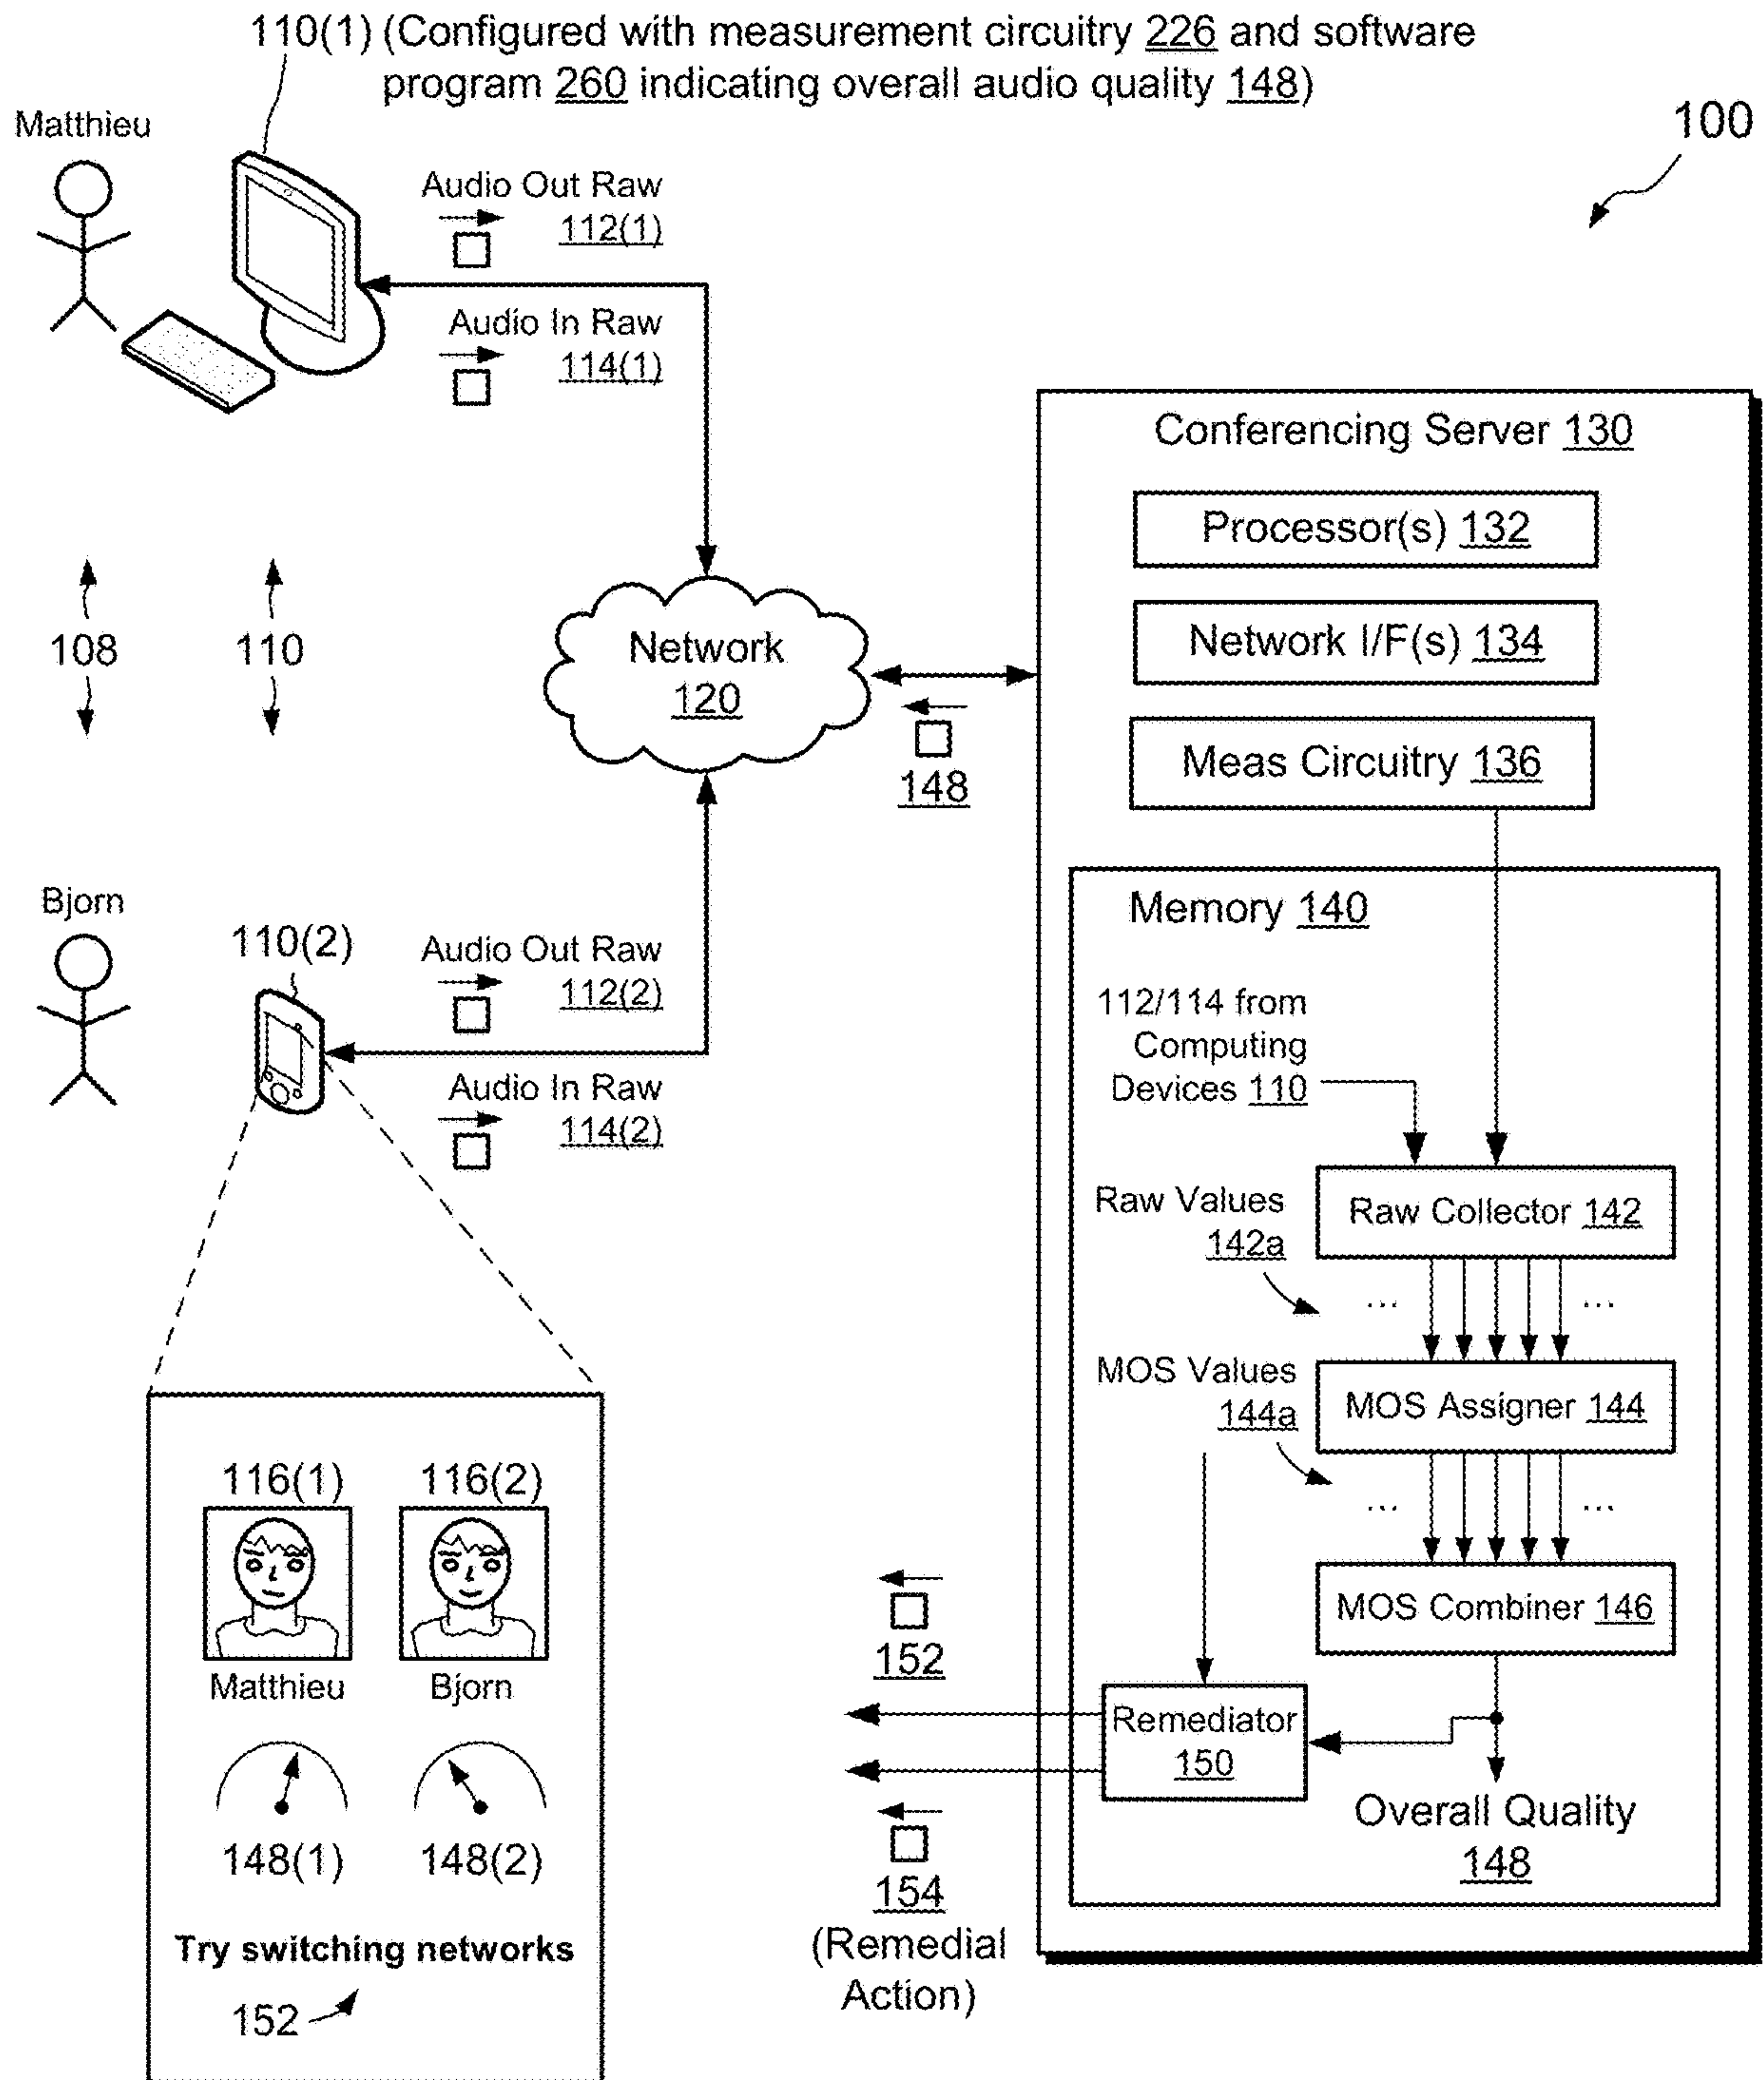 110(1) (Configured with measurement circuitry 226 and software
program 260 indicating overall audio quality 148)
100
Matthieu
Audio Out Raw
112(1)
Audio In Raw
114(1)
108
110
Network
120
148
Bjorn
110(2)
Audio Out Raw
112(2)
Audio In Raw
114(2)
116(1)
116(2)
Matthieu
Bjorn
148(1)
148(2)
Try switching networks
152
Conferencing Server 130
Processor(s) 132
Network I/F(s) 134
Meas Circuitry 136
Memory 140
112/114 from
Computing
Devices 110
Raw Collector 142
Raw Values
142a
...
...
MOS Assigner 144
MOS Values
144a
...
...
MOS Combiner 146
Remediator
150
Overall Quality
148
152
154
(Remedial
Action)